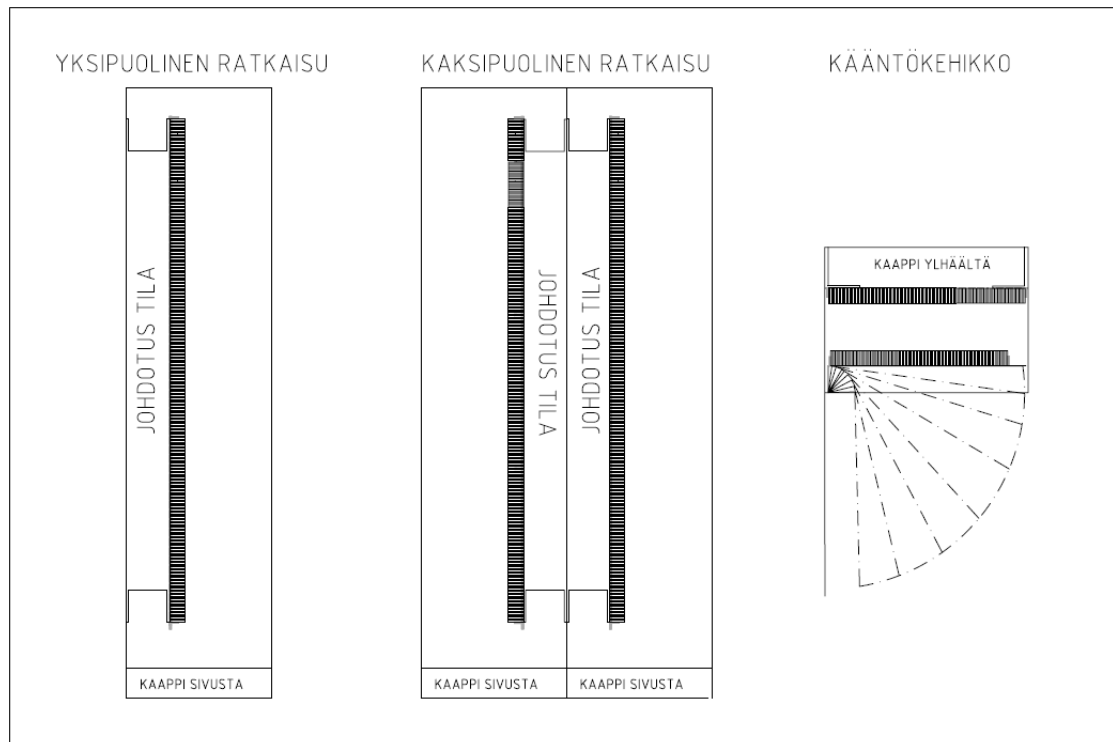 YKSIPUOLINEN RATKAISU
KAKSIPUOLINEN RATKAISU
KÄÄNTÖKEHIKKO
JOHDOTUS TILA
JOHDOTUS TILA
JOHDOTUS TILA
KAAPPI YLHÄÄLTÄ
KAAPPI SIVUSTA
KAAPPI SIVUSTA
KAAPPI SIVUSTA